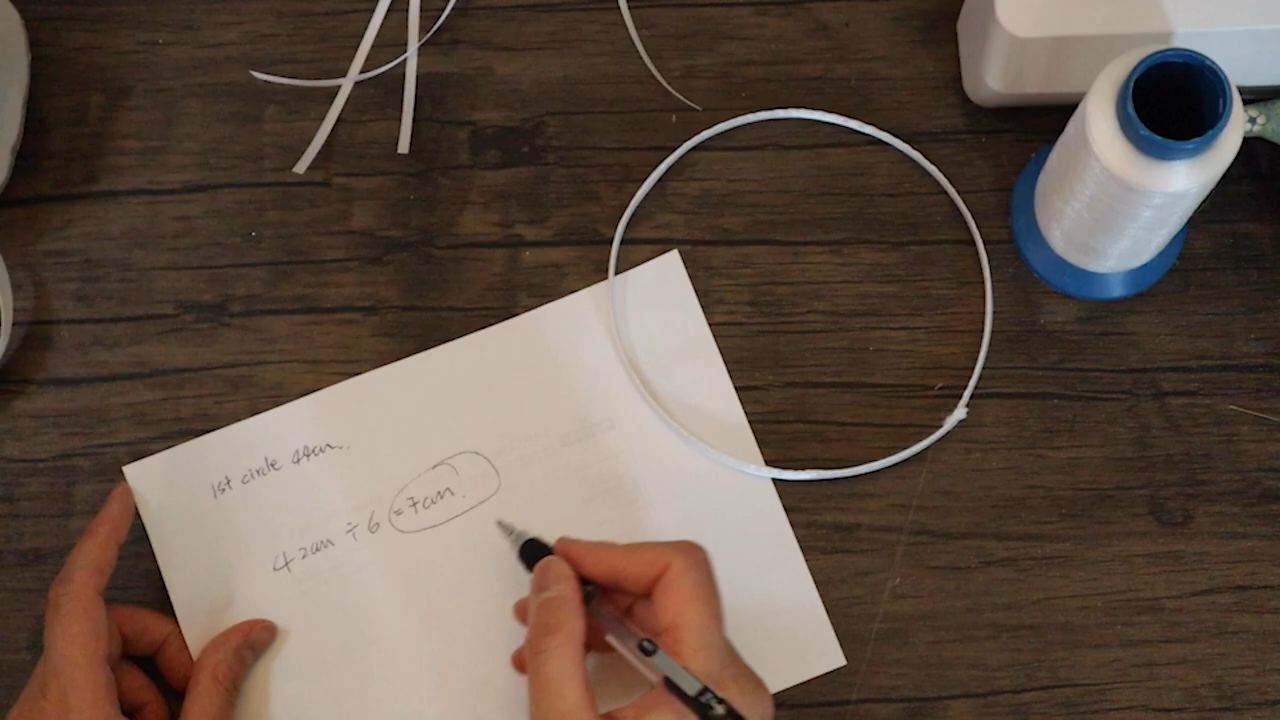 1st circle 44cm.
42cm ÷ 6 = 7cm.